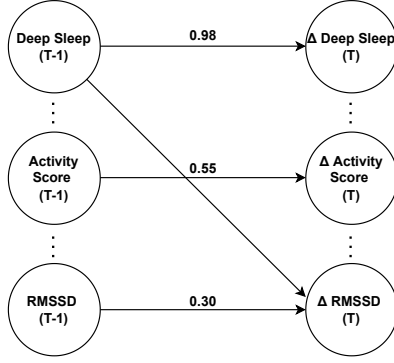 Deep Sleep
(T-1)
0.98
Δ Deep Sleep
(T)
Activity
Score
(T-1)
0.55
Δ Activity
Score
(T)
RMSSD
(T-1)
0.30
Δ RMSSD
(T)